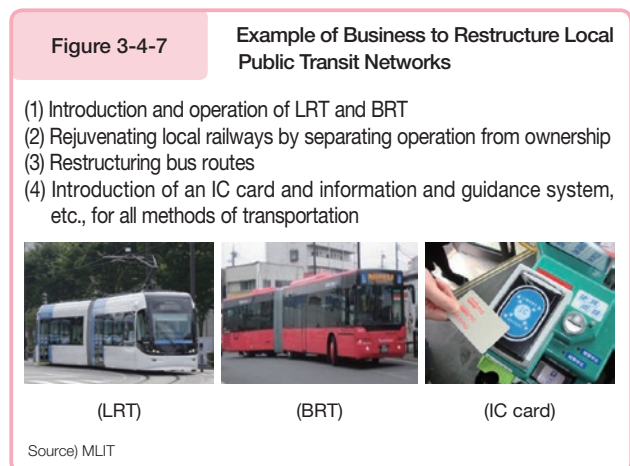 Figure 3-4-7
Example of Business to Restructure Local
Public Transit Networks
(1) Introduction and operation of LRT and BRT
(2) Rejuvenating local railways by separating operation from ownership
(3) Restructuring bus routes
(4) Introduction of an IC card and information and guidance system,
etc., for all methods of transportation
(LRT)
(BRT)
(IC card)
Source) MLIT